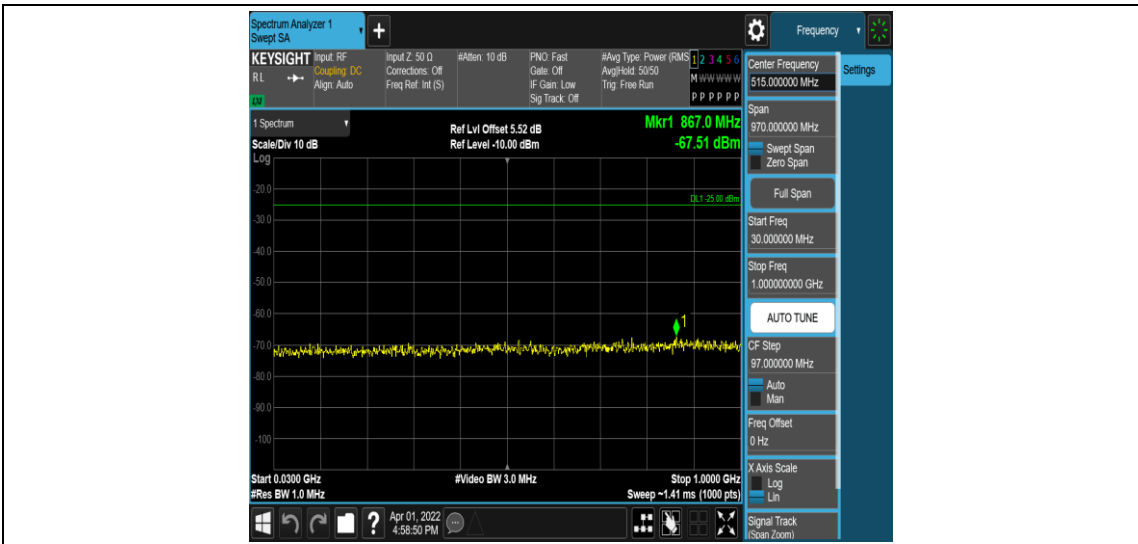 Spectrum Analyzer 1
Swept SA
+
Frequency
KEYSIGHT
RL
LXI
Input: RF
Coupling: DC
Align: Auto
Input Z: 50 Ω
Corrections: Off
Freq Ref: Int (S)
#Atten: 10 dB
PNO: Fast
Gate: Off
IF Gain: Low
Sig Track: Off
#Avg Type: Power (RMS
Avg|Hold: 50/50
Trig: Free Run
1 2 3 4 5 6
M W W W W W
P P P P P P
1 Spectrum
Scale/Div 10 dB
Ref Lvl Offset 5.52 dB
Ref Level -10.00 dBm
Mkr1 867.0 MHz
-67.51 dBm
Log
-20.0
DL1 -25.00 dBm
-30.0
-40.0
-50.0
-60.0
1
-70.0
-80.0
-90.0
-100
Start 0.0300 GHz
#Res BW 1.0 MHz
#Video BW 3.0 MHz
Stop 1.0000 GHz
Sweep ~1.41 ms (1000 pts)
Center Frequency
515.000000 MHz
Settings
Span
970.000000 MHz
Swept Span
Zero Span
Full Span
Start Freq
30.000000 MHz
Stop Freq
1.000000000 GHz
AUTO TUNE
CF Step
97.000000 MHz
Auto
Man
Freq Offset
0 Hz
X Axis Scale
Log
Lin
Signal Track
(Span Zoom)
?
Apr 01, 2022
4:58:50 PM